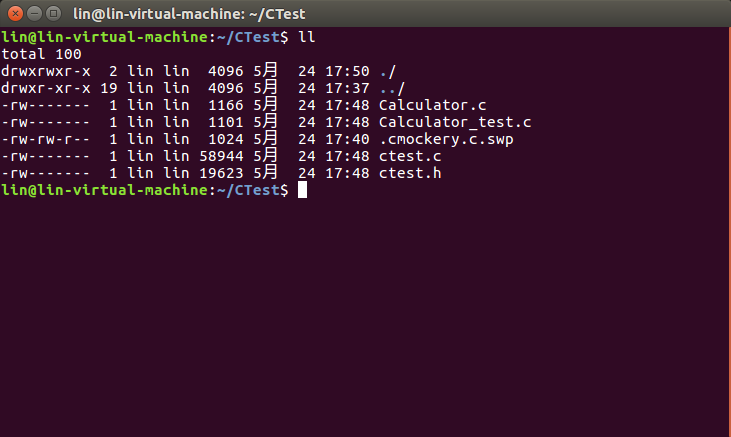 lin@lin-virtual-machine: ~/CTest
lin@lin-virtual-machine:~/CTest$ ll
total 100
drwxrwxr-x  2 lin lin  4096 5月  24 17:50 ./
drwxr-xr-x 19 lin lin  4096 5月  24 17:37 ../
-rw-------  1 lin lin  1166 5月  24 17:48 Calculator.c
-rw-------  1 lin lin  1101 5月  24 17:48 Calculator_test.c
-rw-rw-r--  1 lin lin  1024 5月  24 17:40 .cmockery.c.swp
-rw-------  1 lin lin 58944 5月  24 17:48 ctest.c
-rw-------  1 lin lin 19623 5月  24 17:48 ctest.h
lin@lin-virtual-machine:~/CTest$